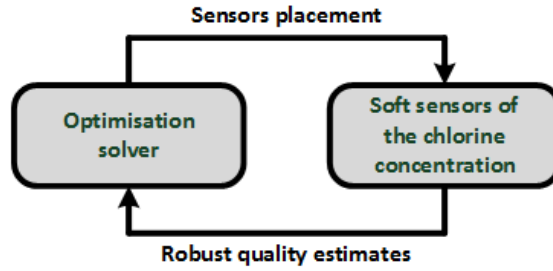 Sensors placement
Optimisation
solver
Soft sensors of
the chlorine
concentration
Robust quality estimates